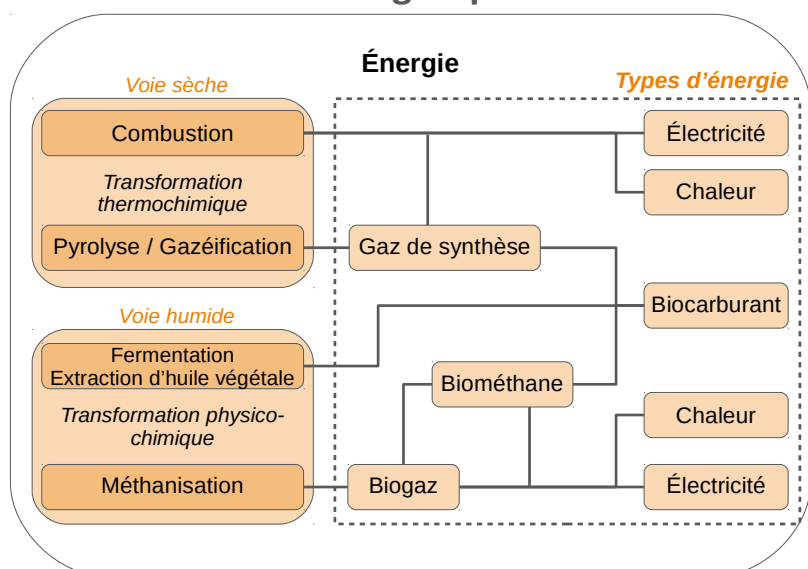 Énergie
Voie sèche
Types d'énergie
Combustion
Électricité
Transformation
thermochimique
Chaleur
Pyrolyse / Gazéification
Gaz de synthèse
Biocarburant
Voie humide
Fermentation
Extraction d'huile végétale
Biométhane
Transformation physico-
chimique
Chaleur
Méthanisation
Biogaz
Électricité